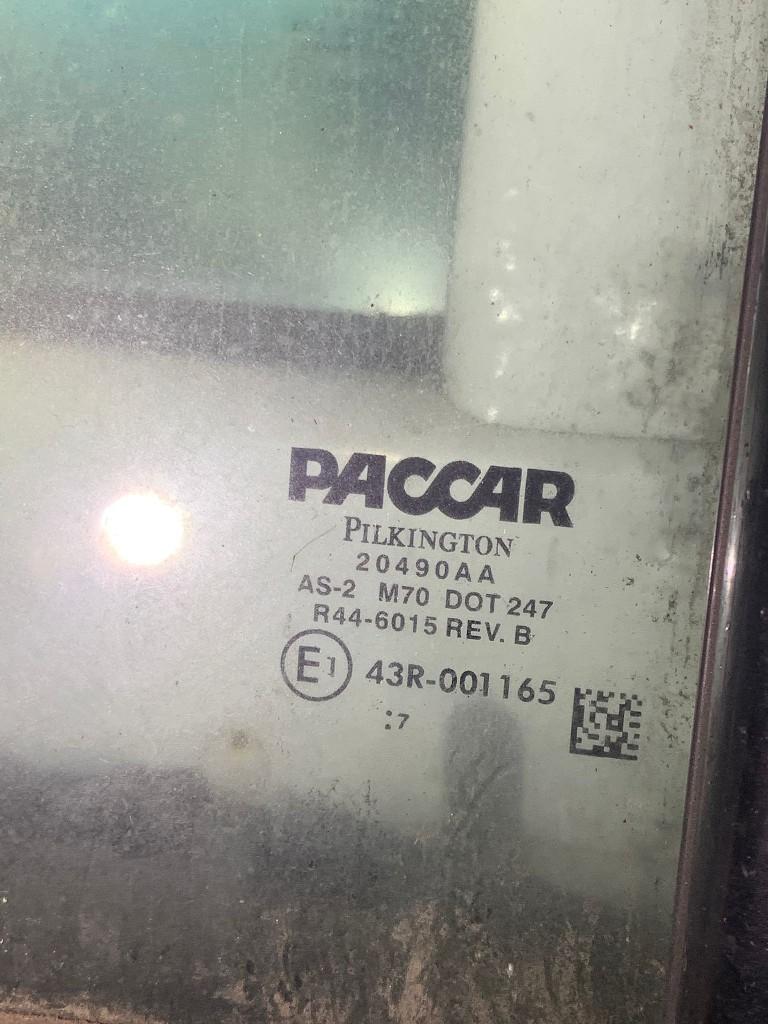 PACCAR
PILKINGTON
20490AA
AS-2 M70 DOT 247
R44-6015 REV. B
E1 43R-001165
:7